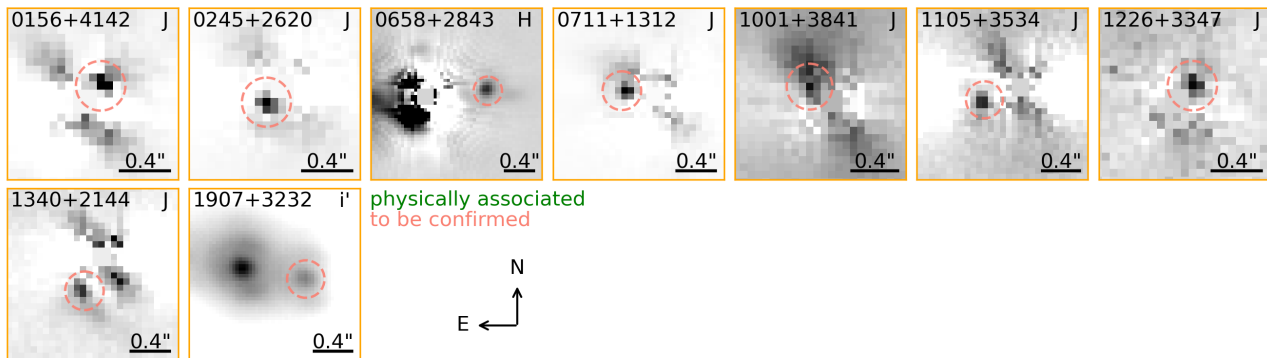 0156+4142 J
0.4"
0245+2620 J
0.4"
0658+2843 H
0.4"
0711+1312 J
0.4"
1001+3841 J
0.4"
1105+3534 J
0.4"
1226+3347 J
0.4"
1340+2144 J
0.4"
1907+3232 i'
0.4"
physically associated
to be confirmed
N
E